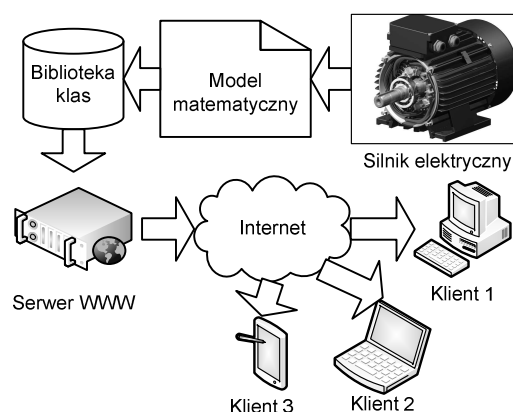 Biblioteka
klas
Model
matematyczny
Silnik elektryczny
Serwer WWW
Internet
Klient 1
Klient 2
Klient 3